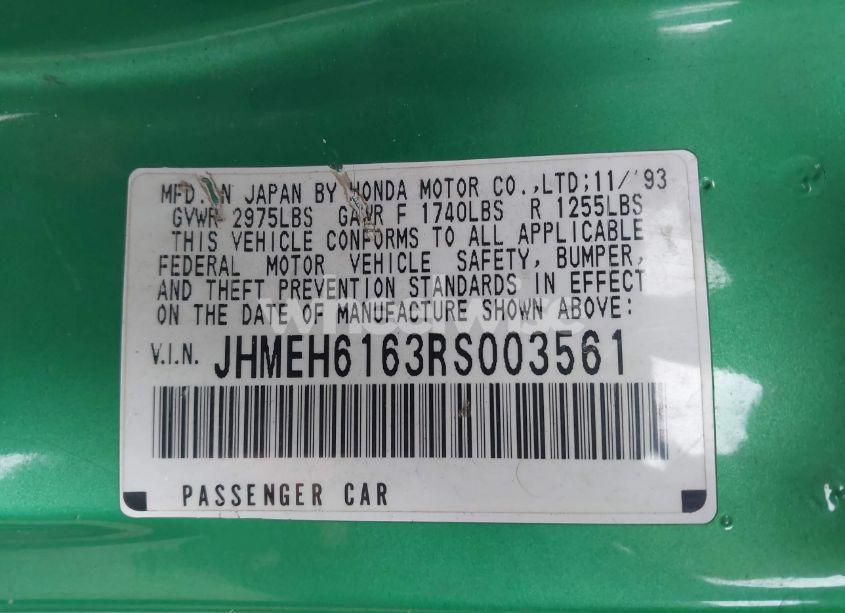 MFD. IN JAPAN BY HONDA MOTOR CO.,LTD;11/'93
GVWR 2975LBS GAWR F 1740LBS R 1255LBS
THIS VEHICLE CONFORMS TO ALL APPLICABLE
FEDERAL MOTOR VEHICLE SAFETY, BUMPER,
AND THEFT PREVENTION STANDARDS IN EFFECT
ON THE DATE OF MANUFACTURE SHOWN ABOVE:
wheelwise
V.I.N. JHMEH6163RS003561
PASSENGER CAR